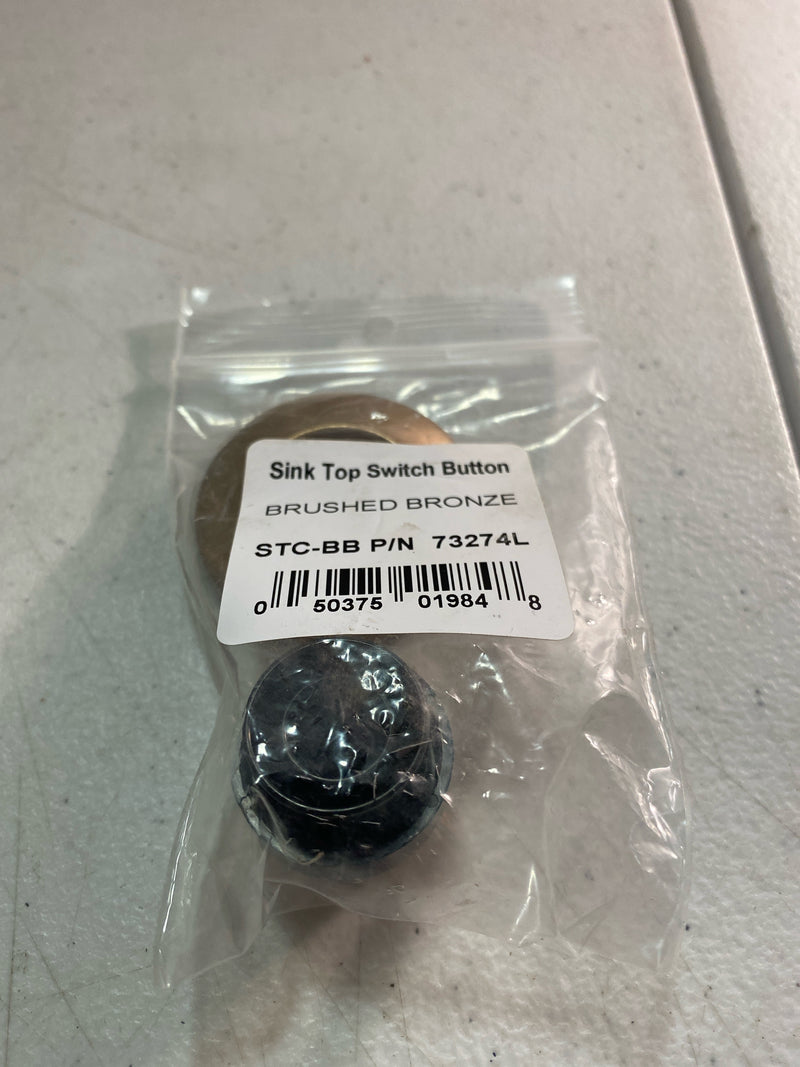 Sink Top Switch Button
BRUSHED BRONZE
STC-BB P/N 73274L
0 50375 01984 8